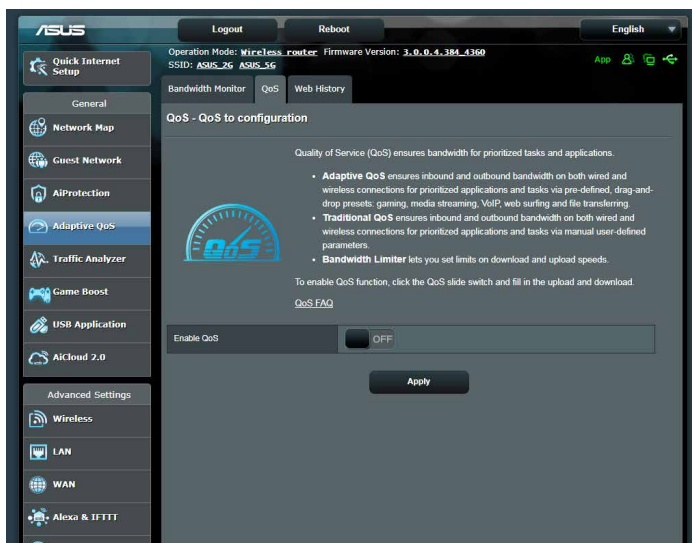 ASUS
Logout
Reboot
English
Operation Mode: Wireless router Firmware Version: 3.0.0.4.384_4360
SSID: ASUS_2G ASUS_5G
App
Quick Internet
Setup
General
Network Map
Guest Network
AiProtection
Adaptive QoS
Traffic Analyzer
Game Boost
USB Application
AiCloud 2.0
Advanced Settings
Wireless
LAN
WAN
Alexa & IFTTT
Bandwidth Monitor
QoS
Web History
QoS - QoS to configuration
QoS
Quality of Service (QoS) ensures bandwidth for prioritized tasks and applications.
• Adaptive QoS ensures inbound and outbound bandwidth on both wired and
wireless connections for prioritized applications and tasks via pre-defined, drag-and-
drop presets: gaming, media streaming, VoIP, web surfing and file transferring.
• Traditional QoS ensures inbound and outbound bandwidth on both wired and
wireless connections for prioritized applications and tasks via manual user-defined
parameters.
• Bandwidth Limiter lets you set limits on download and upload speeds.
To enable QoS function, click the QoS slide switch and fill in the upload and download.
QoS FAQ
Enable QoS
OFF
Apply